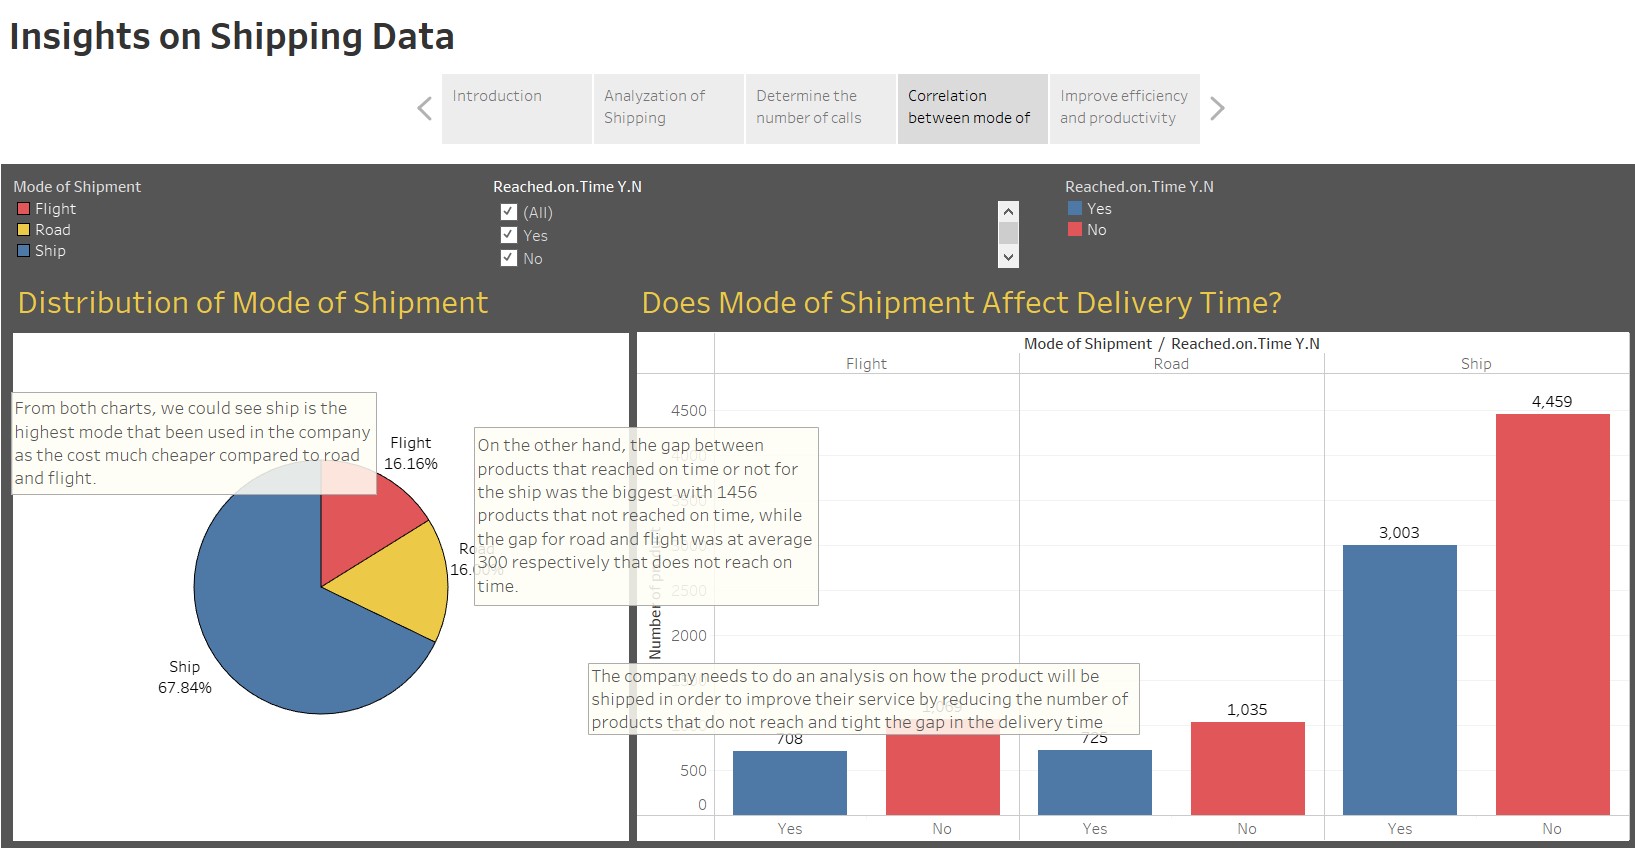 Insights on Shipping Data
Introduction
Analyzation of
Shipping
Determine the
number of calls
Correlation
between mode of
Improve efficiency
and productivity
Mode of Shipment
Flight
Road
Ship
Reached.on.Time Y.N
(All)
Yes
No
Reached.on.Time Y.N
Yes
No
Distribution of Mode of Shipment
From both charts, we could see ship is the
highest mode that been used in the company
as the cost much cheaper compared to road
and flight.
Flight
16.16%
Road
16.00%
Ship
67.84%
On the other hand, the gap between
products that reached on time or not for
the ship was the biggest with 1456
products that not reached on time, while
the gap for road and flight was at average
300 respectively that does not reach on
time.
Does Mode of Shipment Affect Delivery Time?
Mode of Shipment / Reached.on.Time Y.N
Flight
Road
Ship
Number of product
4500
4000
3500
3000
2500
2000
500
0
The company needs to do an analysis on how the product will be
shipped in order to improve their service by reducing the number of
products that do not reach and tight the gap in the delivery time
708
1,069
725
1,035
3,003
4,459
Yes
No
Yes
No
Yes
No